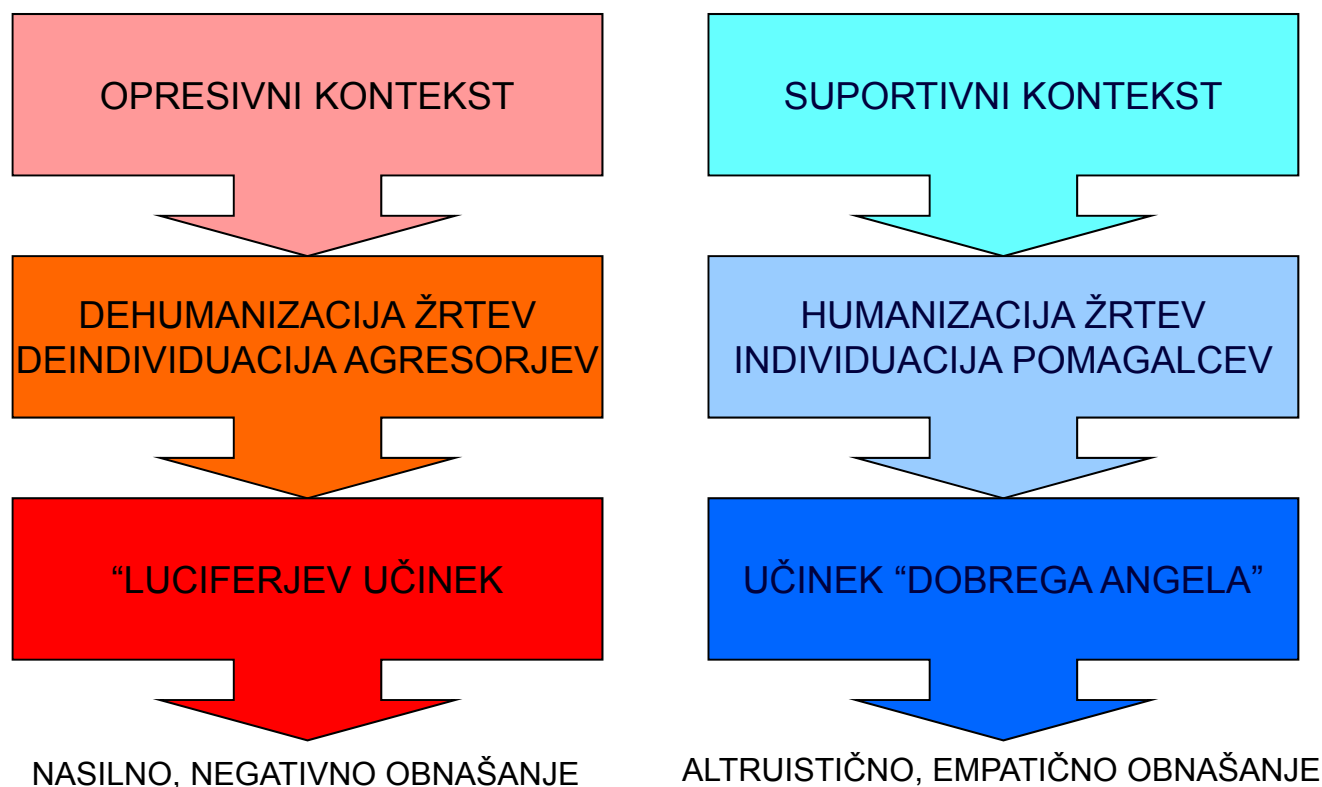 OPRESIVNI KONTEKST
DEHUMANIZACIJA ŽRTEV
DEINDIVIDUACIJA AGRESORJEV
“LUCIFERJEV UČINEK
NASILNO, NEGATIVNO OBNAŠANJE
SUPORTIVNI KONTEKST
HUMANIZACIJA ŽRTEV
INDIVIDUACIJA POMAGALCEV
UČINEK “DOBREGA ANGELA”
ALTRUISTIČNO, EMPATIČNO OBNAŠANJE